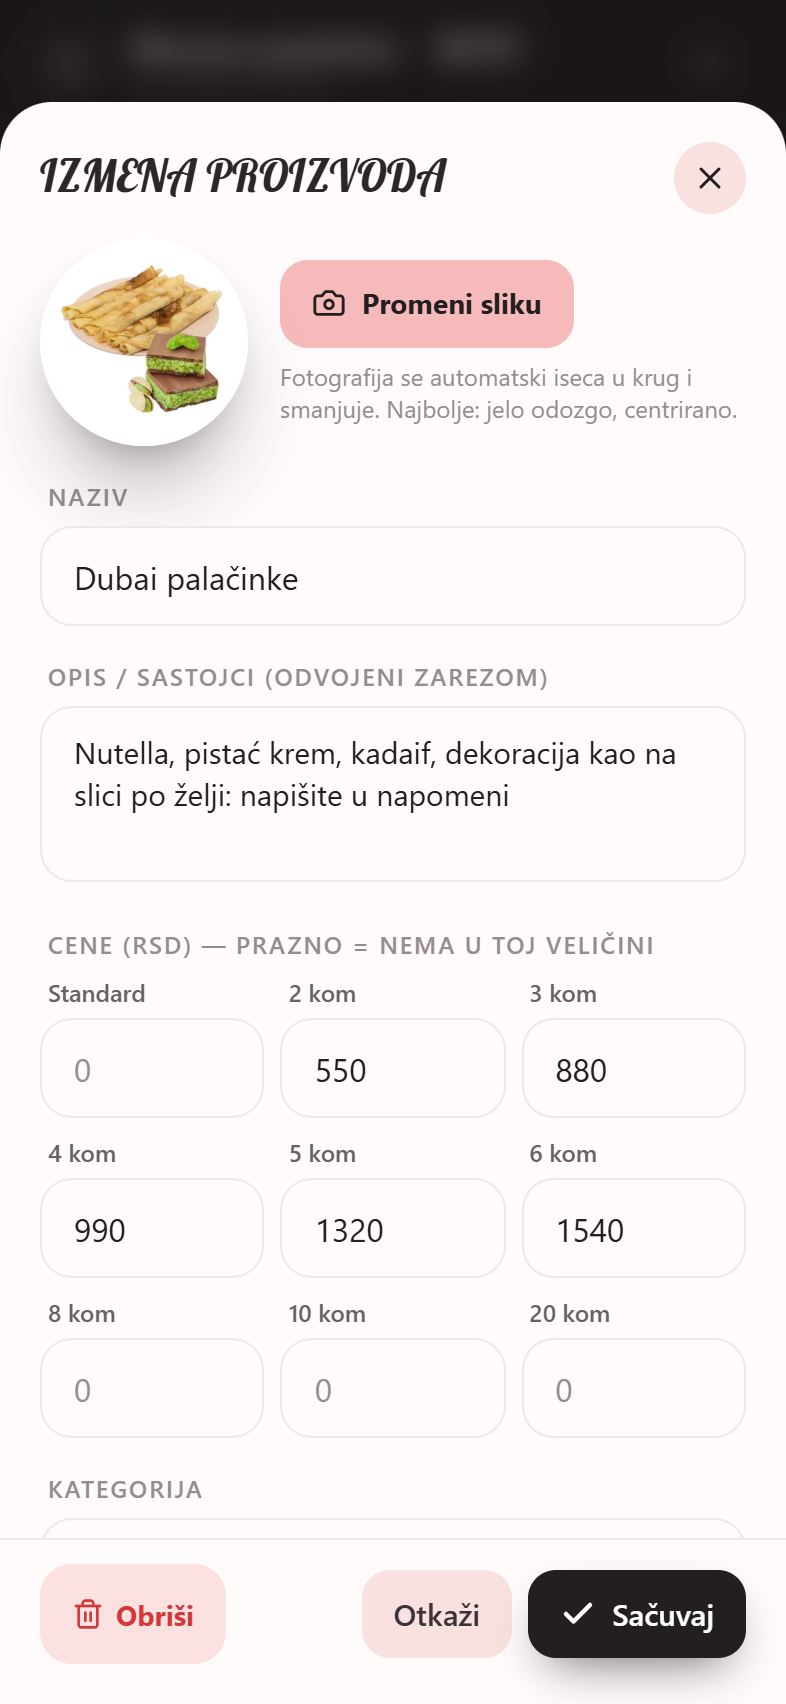 IZMENA PROIZVODA
Promeni sliku
Fotografija se automatski iseca u krug i
smanjuje. Najbolje: jelo odozgo, centrirano.
NAZIV
Dubai palačinke
OPIS / SASTOJCI (ODVOJENI ZAREZOM)
Nutella, pistać krem, kadaif, dekoracija kao na
slici po želji: napišite u napomeni
CENE (RSD) — PRAZNO = NEMA U TOJ VELIČINI
Standard 2 kom 3 kom
0 550 880
4 kom 5 kom 6 kom
990 1320 1540
8 kom 10 kom 20 kom
0 0 0
KATEGORIJA
Obriši Otkaži Sačuvaj